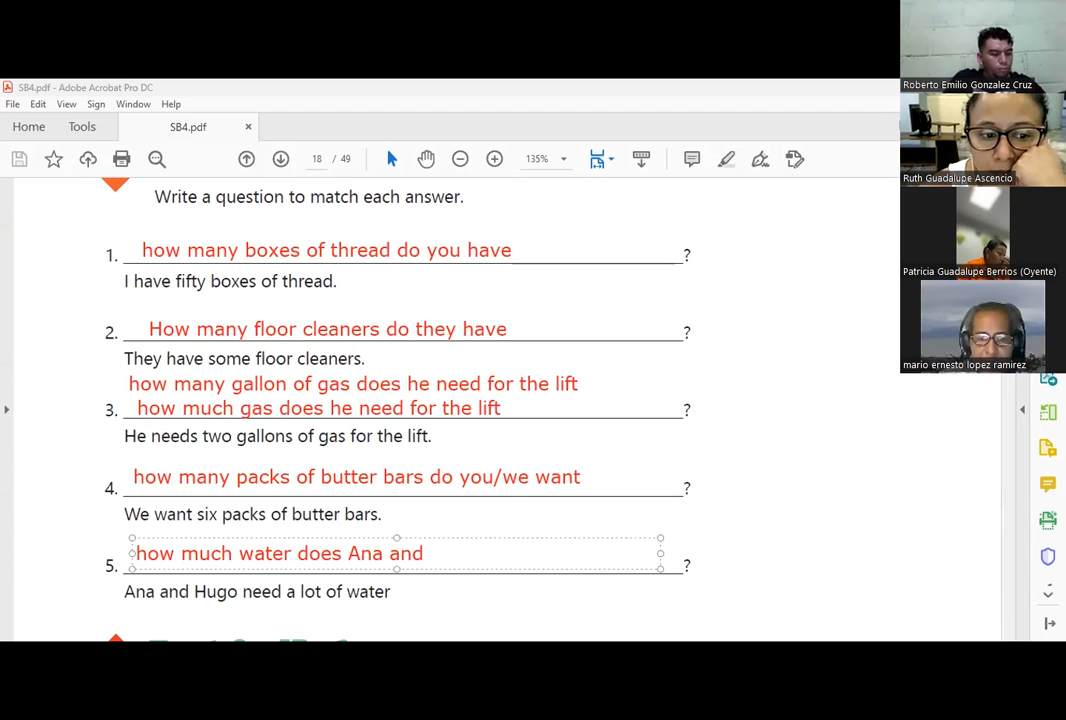 SB4.pdf - Adobe Acrobat Pro DC
File Edit View Sign Window Help
Home Tools SB4.pdf ×
18 / 49 135%
Write a question to match each answer.
1. how many boxes of thread do you have ?
I have fifty boxes of thread.
2. How many floor cleaners do they have ?
They have some floor cleaners.
how many gallon of gas does he need for the lift
3. how much gas does he need for the lift ?
He needs two gallons of gas for the lift.
4. how many packs of butter bars do you/we want ?
We want six packs of butter bars.
5. how much water does Ana and ?
Ana and Hugo need a lot of water
Roberto Emilio Gonzalez Cruz
Ruth Guadalupe Ascencio
Patricia Guadalupe Berrios (Oyente)
mario ernesto lopez ramirez